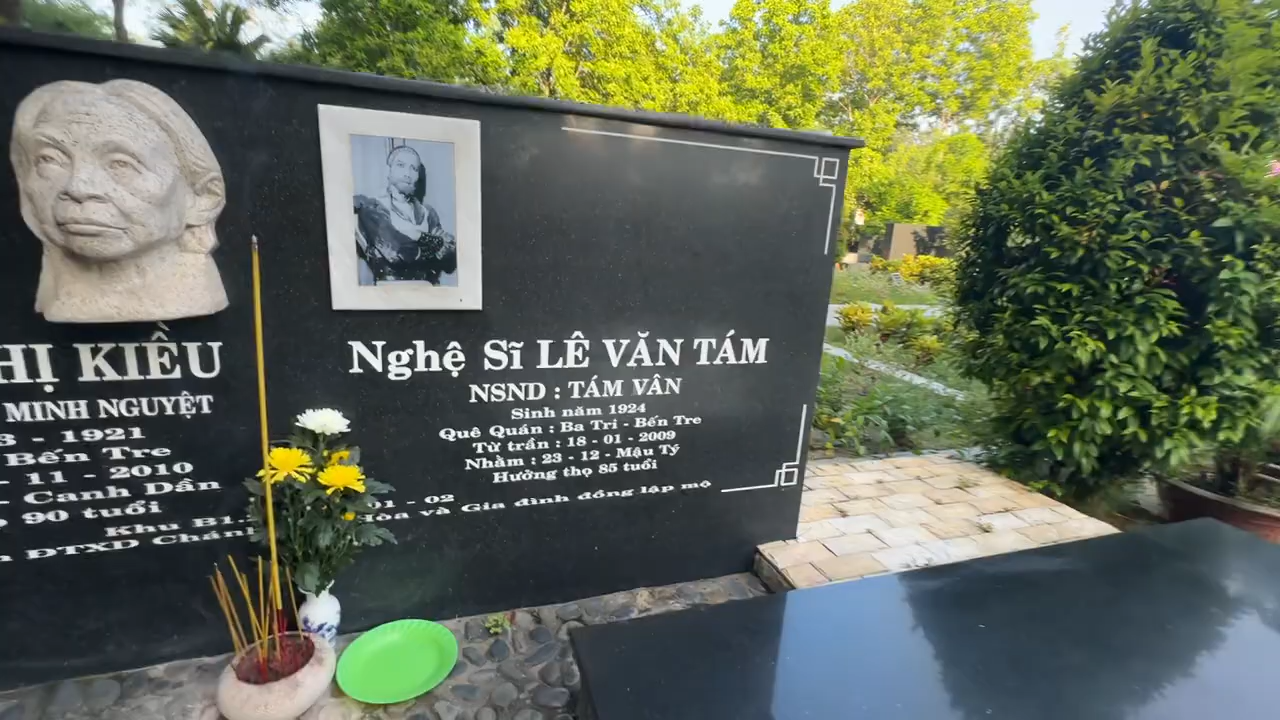 HỊ KIỀU
MINH NGUYỆT
3 - 1921
Bến Tre
- 11 - 2010
- Canh Dần
90 tuổi
Khu B1.
ĐTXD Chánh
Nghệ Sĩ LÊ VĂN TÁM
NSND : TÁM VÂN
Sinh năm 1924
Quê Quán : Ba Tri - Bến Tre
Từ trần : 18 - 01 - 2009
Nhằm : 23 - 12 - Mậu Tý
Hưởng thọ 85 tuổi
01 - 02
Hòa và Gia đình đồng lập mộ